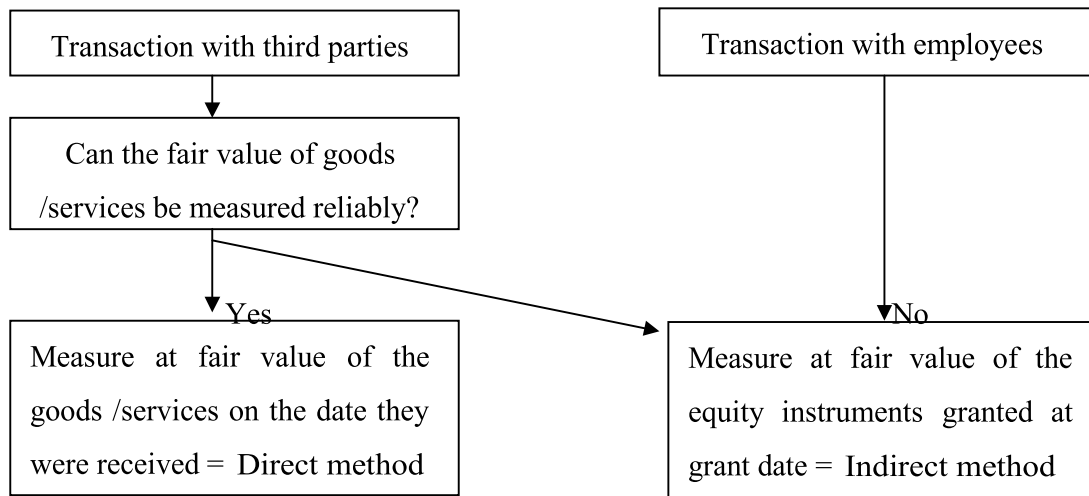 Transaction with third parties
Transaction with employees
Can the fair value of goods
/services be measured reliably?
Yes
No
Measure at fair value of the
goods /services on the date they
were received = Direct method
Measure at fair value of the
equity instruments granted at
grant date = Indirect method